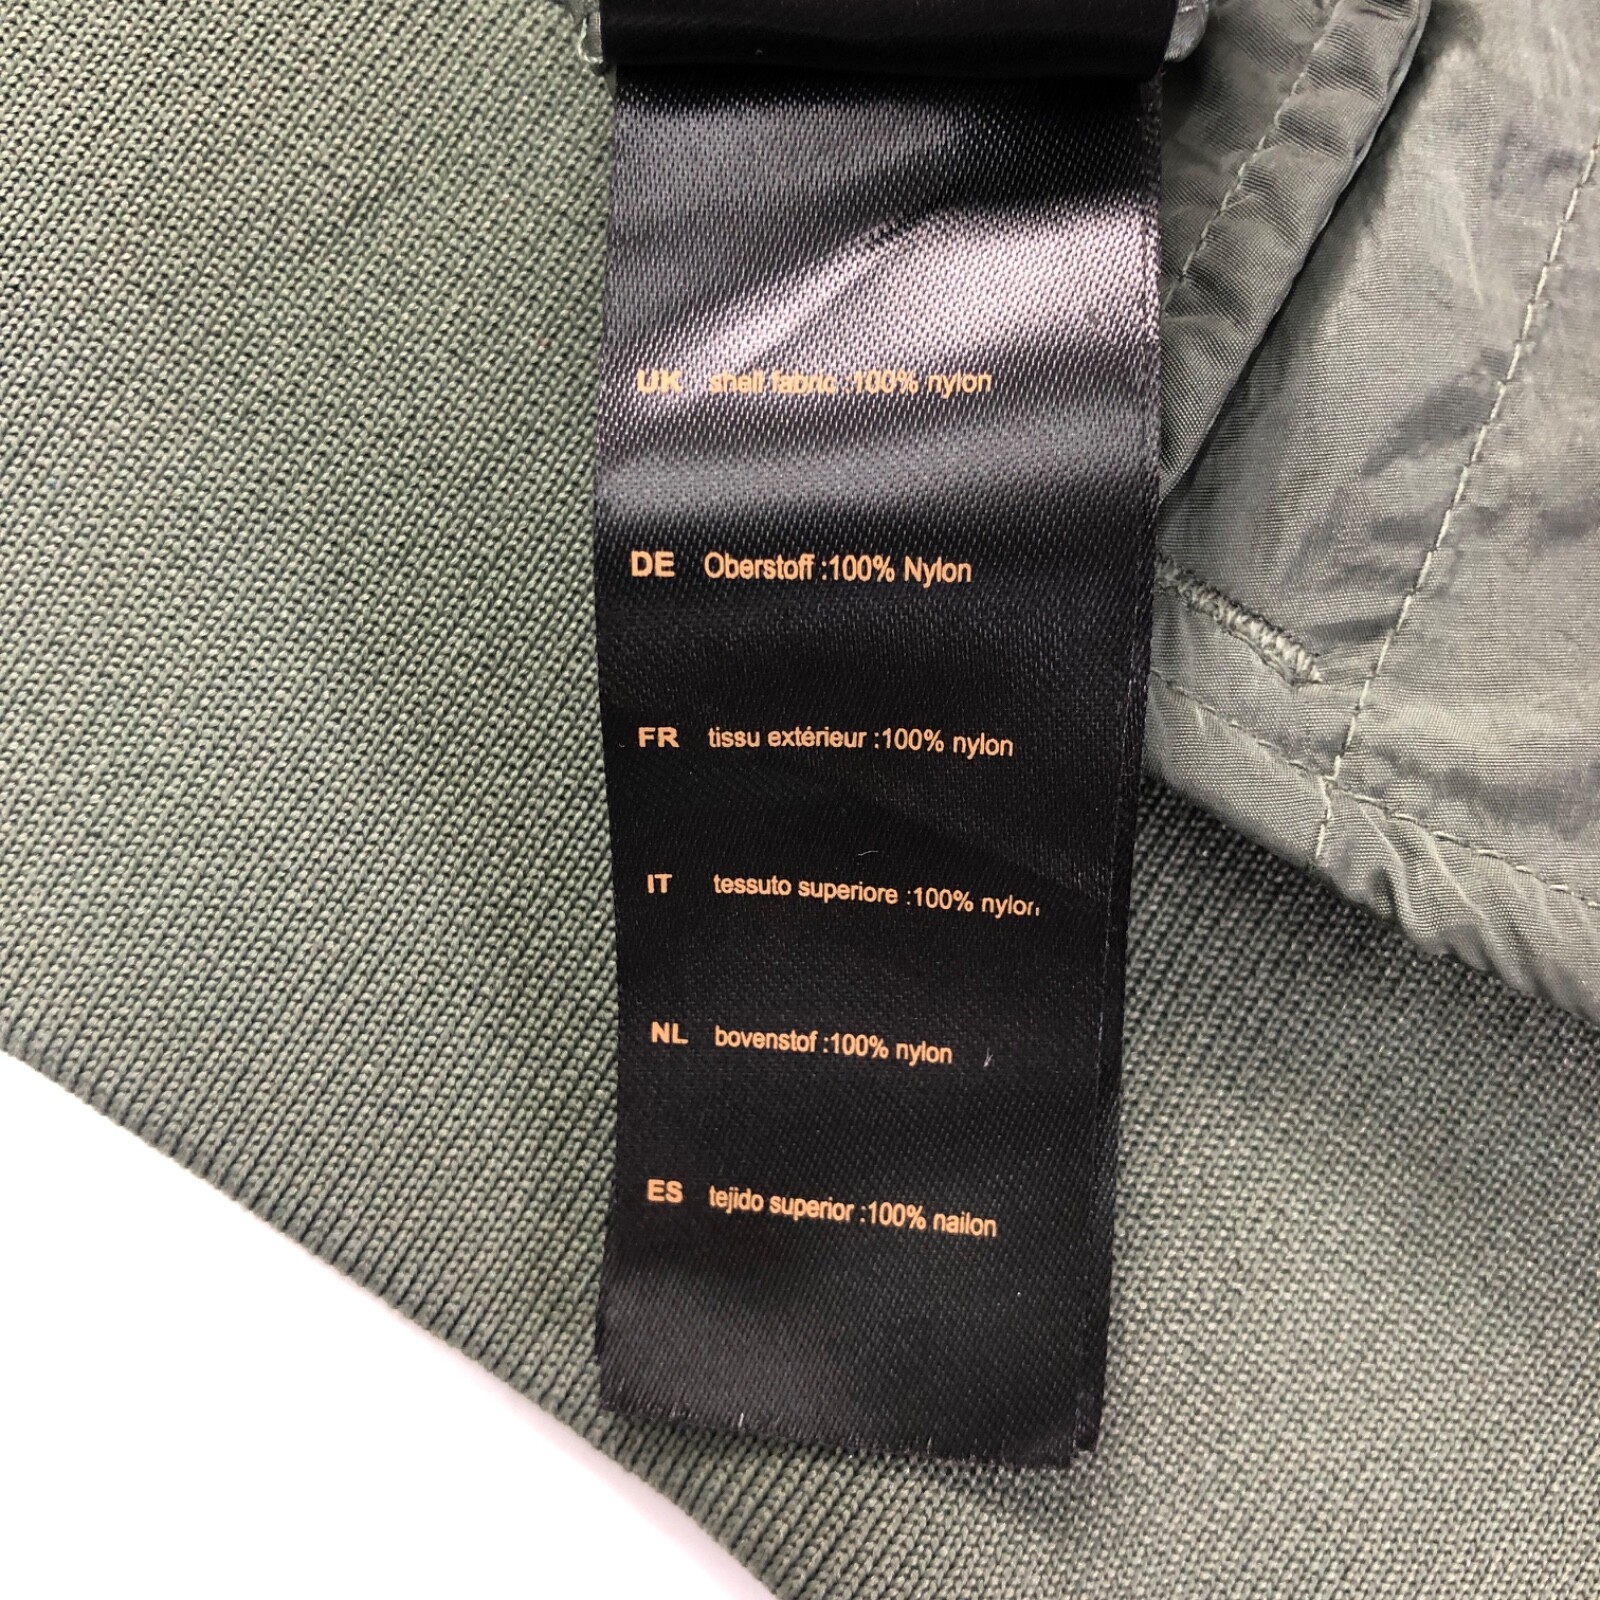 UK shell fabric :100% nylon
DE Oberstoff :100% Nylon
FR tissu extérieur :100% nylon
IT tessuto superiore :100% nylon
NL bovenstof :100% nylon
ES tejido superior :100% nailon